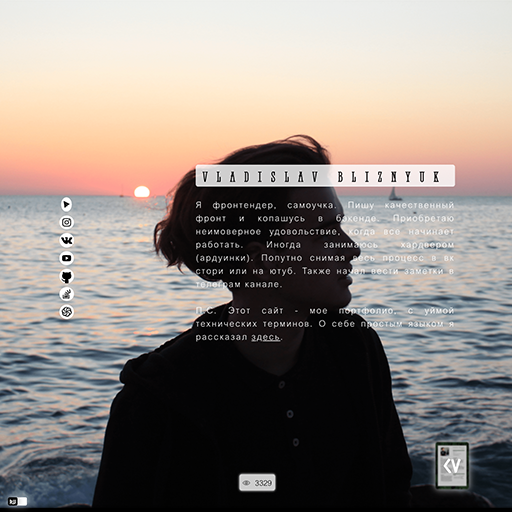 VLADISLAV BLIZNYUK
Я фронтендер, самоучка. Пишу качественный
фронт и копашусь в бакенде. Приобретаю
неимоверное удовольствие, когда все начинает
работать. Иногда занимаюсь хардвером
(ардуинки). Попутно снимая весь процесс в вк
стори или на ютуб. Также начал вести заметки в
телеграм канале.
П.С. Этот сайт - мое портфолио, с уймой
технических терминов. О себе простым языком я
рассказал здесь.
3329